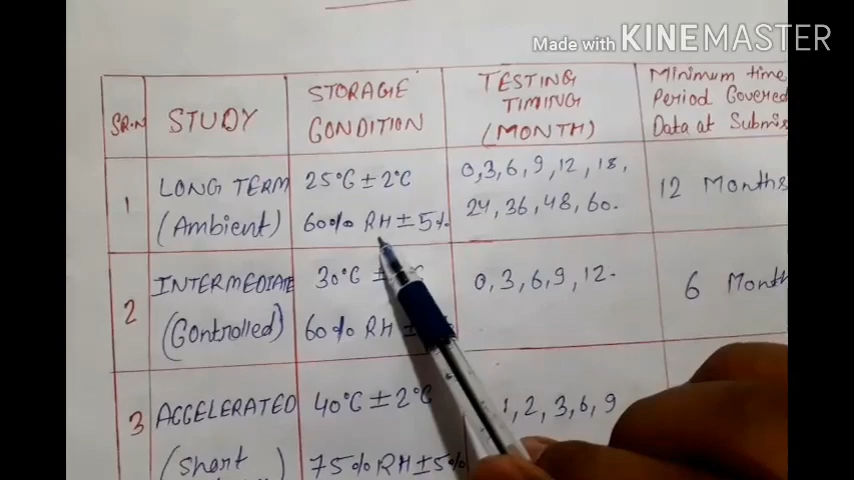 Made with KINEMASTER
SR.N STUDY STORAGE CONDITION TESTING TIMING (MONTH) Minimum time Period Covered Data at Submis
1 LONG TERM (Ambient) 25°C ± 2°C 60% RH ± 5% 0,3,6,9,12,18, 24,36,48,60. 12 Months
2 INTERMEDIATE (Controlled) 30°C ± °C 60% RH ± 0,3,6,9,12. 6 Month
3 ACCELERATED (Short 40°C ± 2°C 75% RH ± 5% 1,2,3,6,9